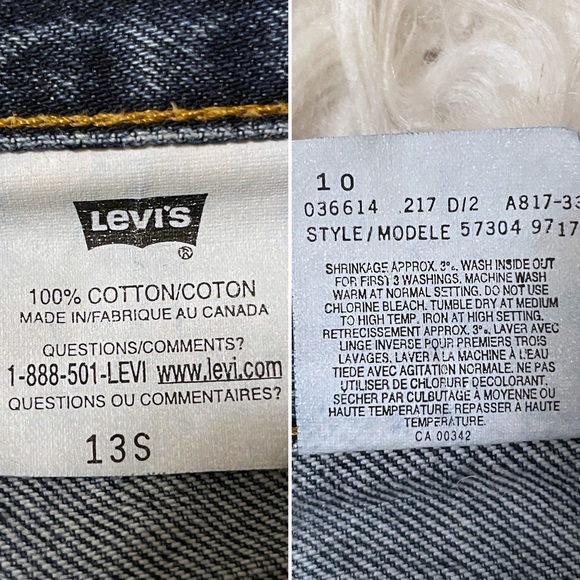 LEVI'S
®
100% COTTON/COTON
MADE IN/FABRIQUE AU CANADA
QUESTIONS/COMMENTS?
1-888-501-LEVI www.levi.com
QUESTIONS OU COMMENTAIRES?
13S
10
036614 217 D/2 A817-33
STYLE/MODELE 57304 9717
SHRINKAGE APPROX. 3%. WASH INSIDE OUT
FOR FIRST 3 WASHINGS. MACHINE WASH
WARM AT NORMAL SETTING. DO NOT USE
CHLORINE BLEACH. TUMBLE DRY AT MEDIUM
TO HIGH TEMP. IRON AT HIGH SETTING.
RETRECISSEMENT APPROX. 3%. LAVER AVEC
LINGE INVERSE POUR PREMIERS TROIS
LAVAGES. LAVER A LA MACHINE A L'EAU
TIEDE AVEC AGITATION NORMALE. NE PAS
UTILISER DE CHLORURE DECOLORANT.
SÉCHER PAR CULBUTAGE À MOYENNE OU
HAUTE TEMPERATURE. REPASSER A HAUTE
TEMPÉRATURE.
CA 00342